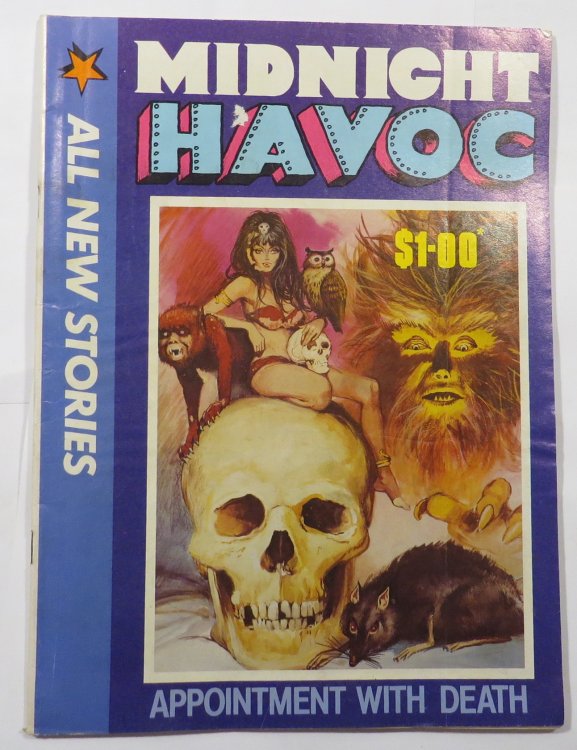 MIDNIGHT
HAVOC
ALL NEW STORIES
$1-00*
APPOINTMENT WITH DEATH